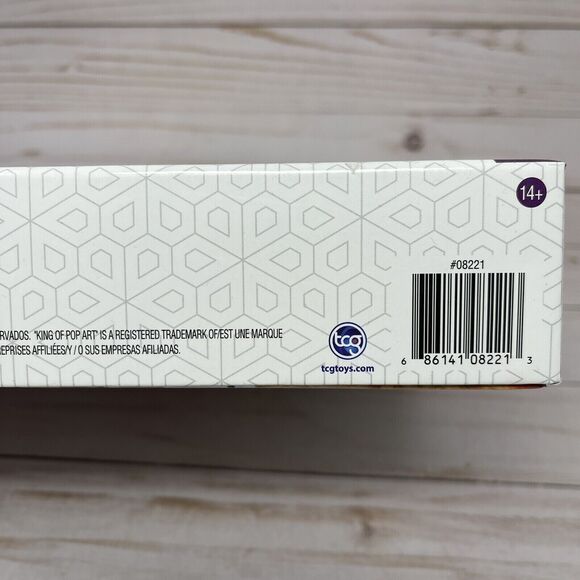 14+
#08221
RVADOS. "KING OF POP ART" IS A REGISTERED TRADEMARK OF/EST UNE MARQUE
EPRISES AFFILIÉES/Y / O SUS EMPRESAS AFILIADAS.
tcg
tcgtoys.com
6 86141 08221 3